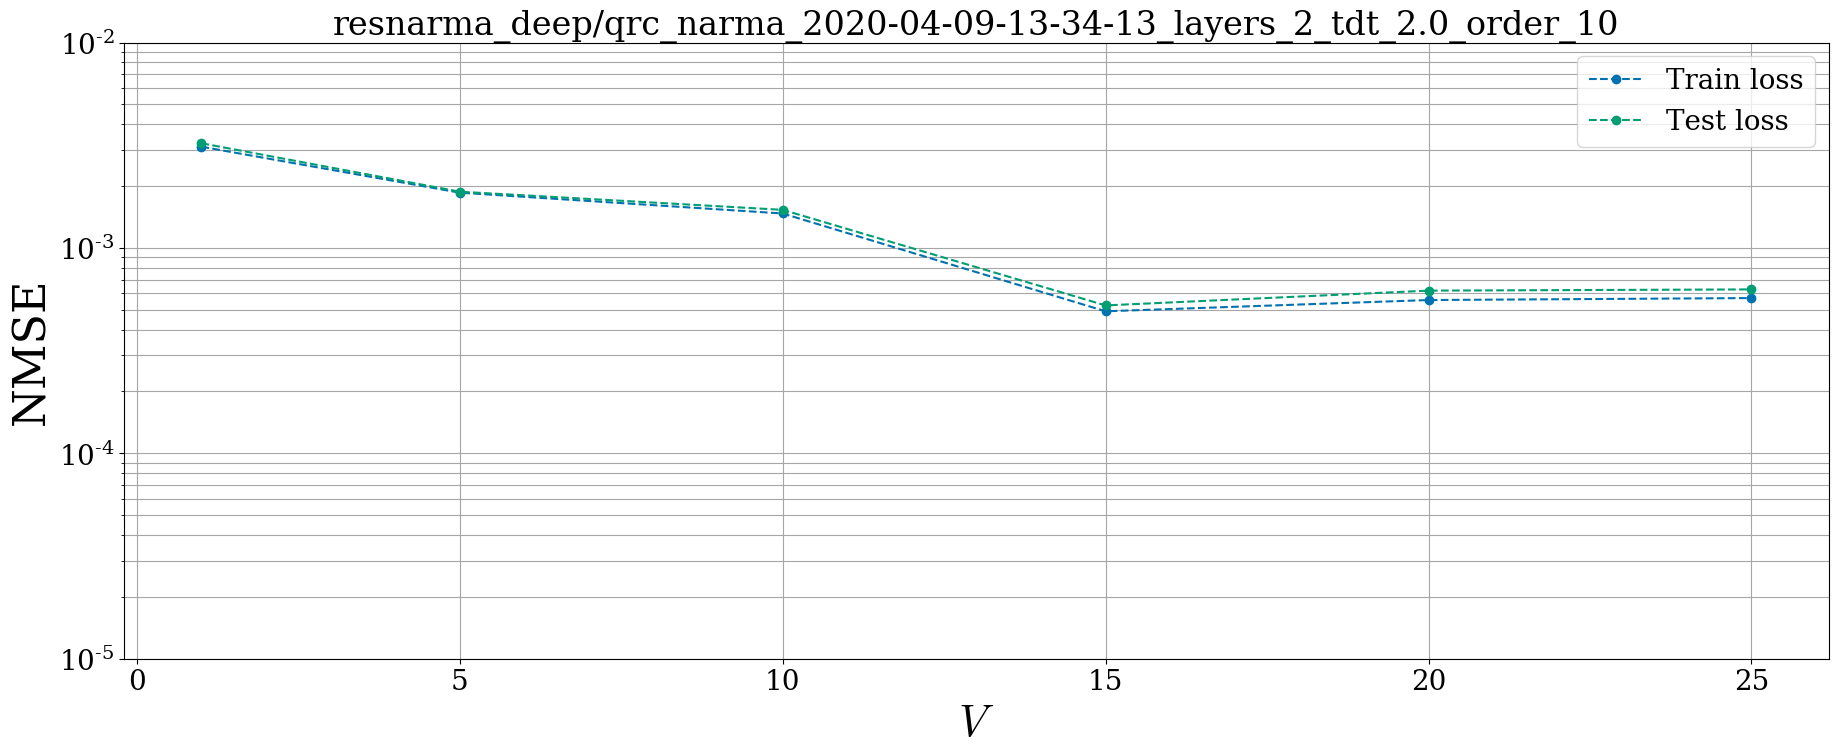 resnarma_deep/qrc_narma_2020-04-09-13-34-13_layers_2_tdt_2.0_order_10
Train loss
Test loss
NMSE
10-2
10-3
10-4
10-5
0 5 10 15 20 25
V